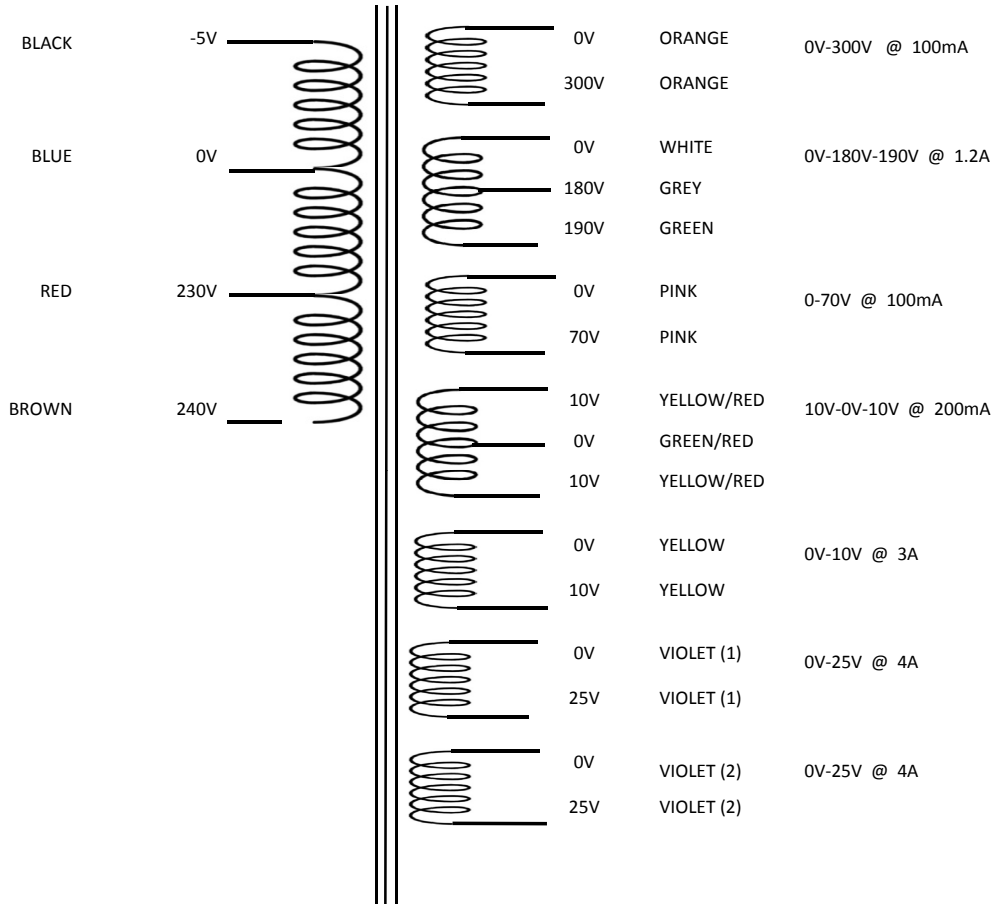 BLACK -5V
BLUE 0V
RED 230V
BROWN 240V
0V ORANGE 0V-300V @ 100mA
300V ORANGE
0V WHITE 0V-180V-190V @ 1.2A
180V GREY
190V GREEN
0V PINK 0-70V @ 100mA
70V PINK
10V YELLOW/RED 10V-0V-10V @ 200mA
0V GREEN/RED
10V YELLOW/RED
0V YELLOW 0V-10V @ 3A
10V YELLOW
0V VIOLET (1) 0V-25V @ 4A
25V VIOLET (1)
0V VIOLET (2) 0V-25V @ 4A
25V VIOLET (2)